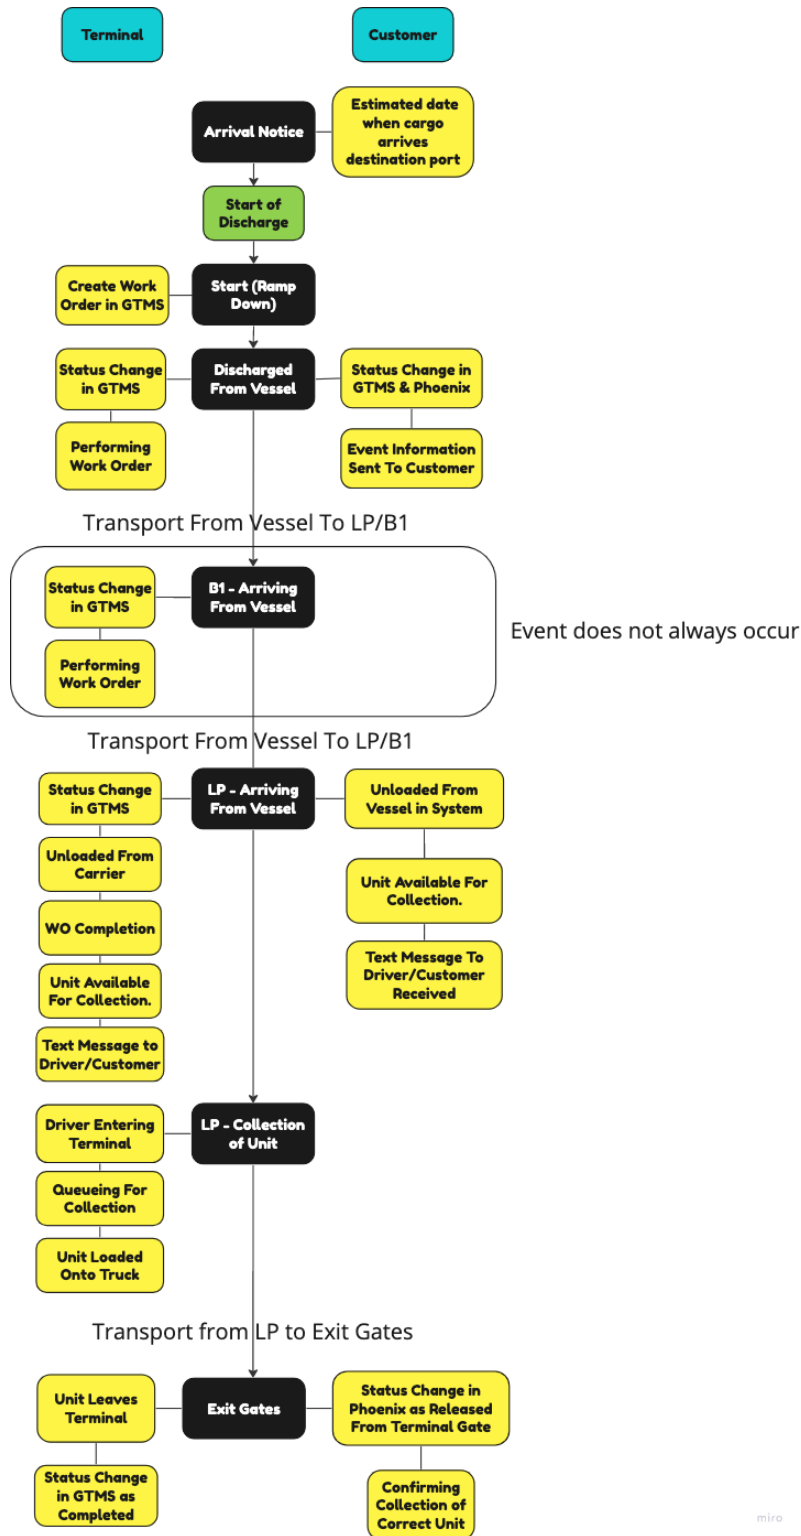 Terminal
Customer
Arrival Notice
Estimated date
when cargo
arrives
destination port
Start of
Discharge
Create Work
Order in GTMS
Start (Ramp
Down)
Status Change
in GTMS
Discharged
From Vessel
Status Change in
GTMS & Phoenix
Performing
Work Order
Event Information
Sent To Customer
Transport From Vessel To LP/B1
Status Change
in GTMS
B1 - Arriving
From Vessel
Event does not always occur
Performing
Work Order
Transport From Vessel To LP/B1
Status Change
in GTMS
LP - Arriving
From Vessel
Unloaded From
Vessel in System
Unloaded From
Carrier
Unit Available For
Collection.
WO Completion
Text Message To
Driver/Customer
Received
Unit Available
For Collection.
Text Message to
Driver/Customer
Driver Entering
Terminal
LP - Collection
of Unit
Queueing For
Collection
Unit Loaded
Onto Truck
Transport from LP to Exit Gates
Unit Leaves
Terminal
Exit Gates
Status Change in
Phoenix as Released
From Terminal Gate
Status Change
in GTMS as
Completed
Confirming
Collection of
Correct Unit
miro